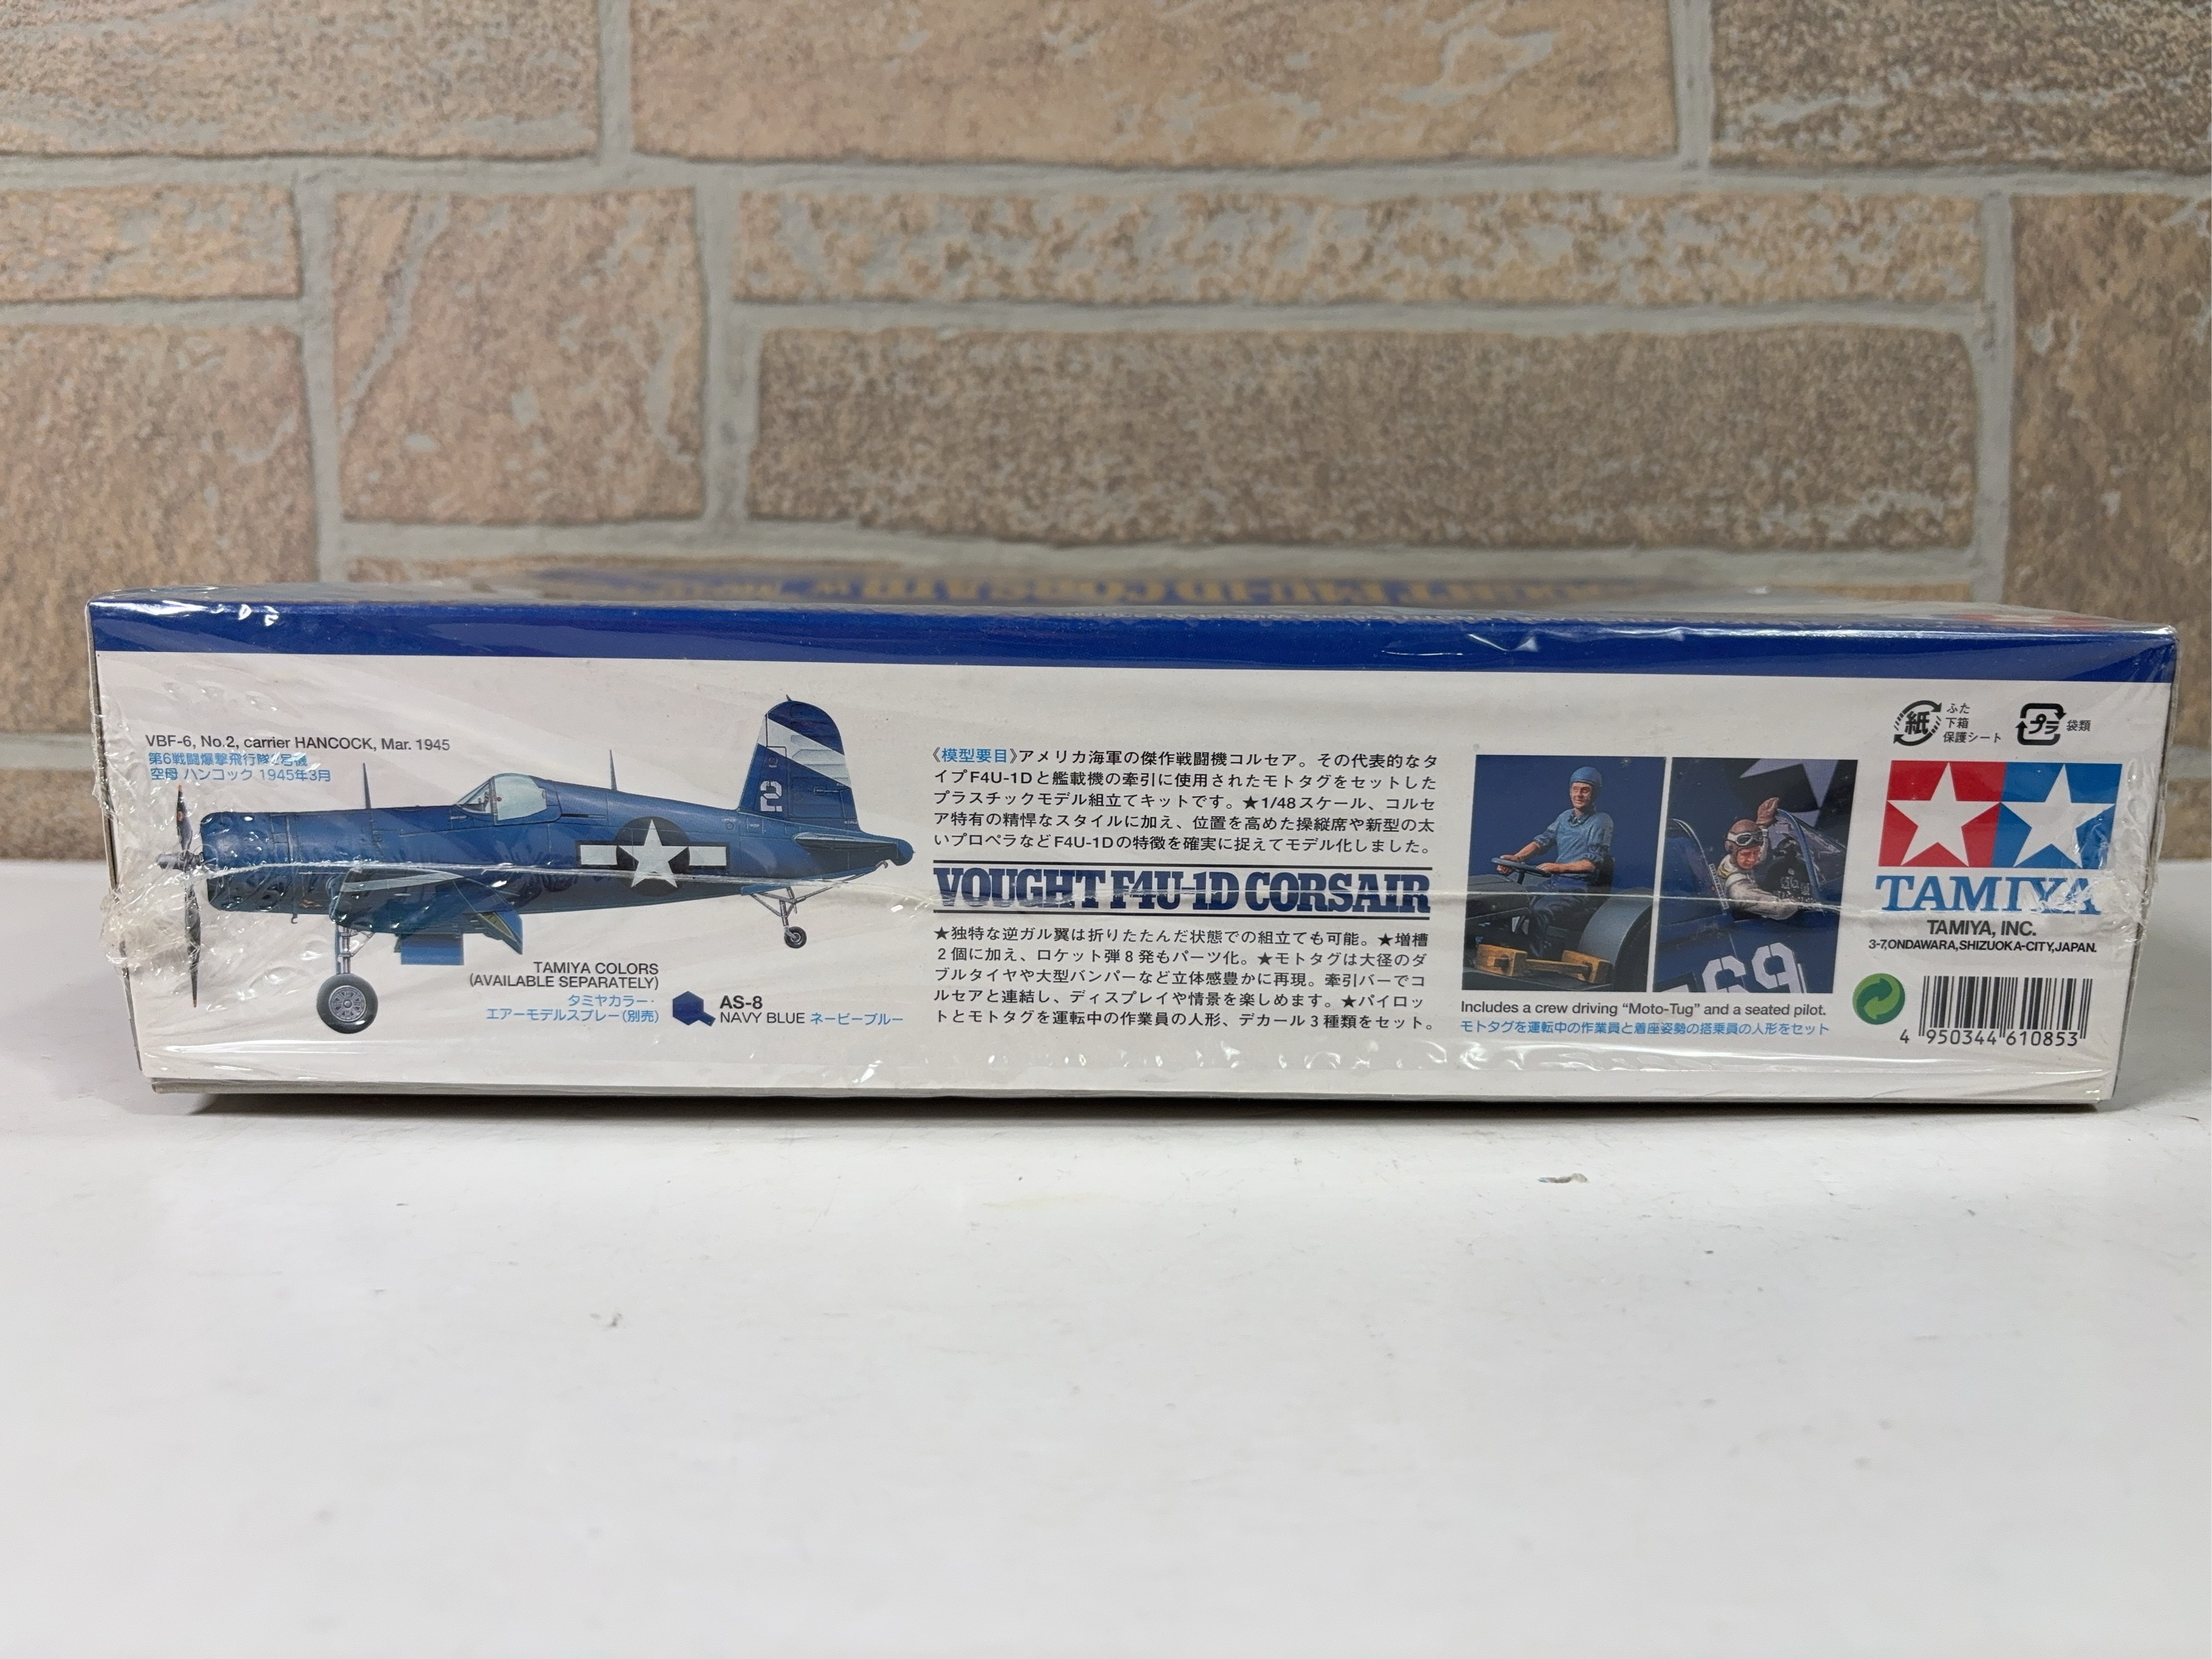 VBF-6, No.2, carrier HANCOCK, Mar. 1945
第6戦闘爆撃飛行隊2号機
空母 ハンコック 1945年3月
2
TAMIYA COLORS
(AVAILABLE SEPARATELY)
タミヤカラー・
エアーモデルスプレー(別売)
AS-8
NAVY BLUE ネービーブルー
《模型要目》アメリカ海軍の傑作戦闘機コルセア。その代表的なタ
イプF4U-1Dと艦載機の牽引に使用されたモトタグをセットした
プラスチックモデル組立てキットです。★1/48スケール、コルセ
ア特有の精悍なスタイルに加え、位置を高めた操縦席や新型の太
いプロペラなどF4U-1Dの特徴を確実に捉えてモデル化しました。
VOUGHT F4U-1D CORSAIR
★独特な逆ガル翼は折りたたんだ状態での組立ても可能。★増槽
2個に加え、ロケット弾8発もパーツ化。★モトタグは大径のダ
ブルタイヤや大型バンパーなど立体感豊かに再現。牽引バーでコ
ルセアと連結し、ディスプレイや情景を楽しめます。★パイロッ
トとモトタグを運転中の作業員の人形、デカール3種類をセット。
69
Includes a crew driving “Moto-Tug” and a seated pilot.
モトタグを運転中の作業員と着座姿勢の搭乗員の人形をセット
紙
ふた
下箱
保護シート
プラ
袋類
TAMIYA
TAMIYA, INC.
3-7,ONDAWARA,SHIZUOKA-CITY,JAPAN.
4 950344 610853